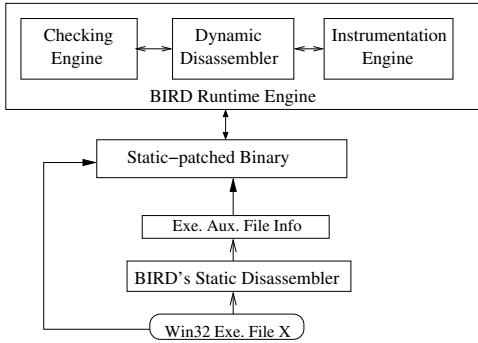 Checking
Engine
Dynamic
Disassembler
Instrumentation
Engine
BIRD Runtime Engine
Static−patched Binary
Exe. Aux. File Info
BIRD's Static Disassembler
Win32 Exe. File X